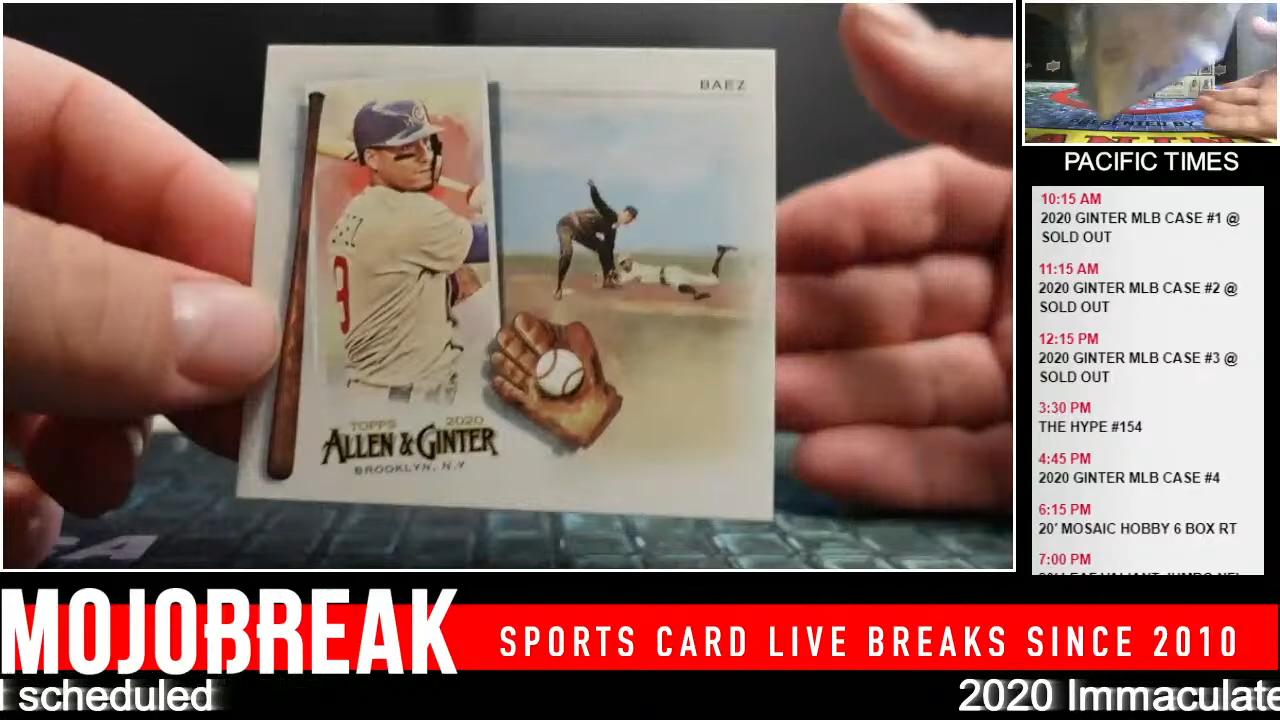 BAEZ
9
TOPPS 2020
ALLEN & GINTER
BROOKLYN, N.Y
PACIFIC TIMES
10:15 AM
2020 GINTER MLB CASE #1 @
SOLD OUT
11:15 AM
2020 GINTER MLB CASE #2 @
SOLD OUT
12:15 PM
2020 GINTER MLB CASE #3 @
SOLD OUT
3:30 PM
THE HYPE #154
4:45 PM
2020 GINTER MLB CASE #4
6:15 PM
20' MOSAIC HOBBY 6 BOX RT
7:00 PM
MOJOBREAK
SPORTS CARD LIVE BREAKS SINCE 2010
scheduled
2020 Immaculate